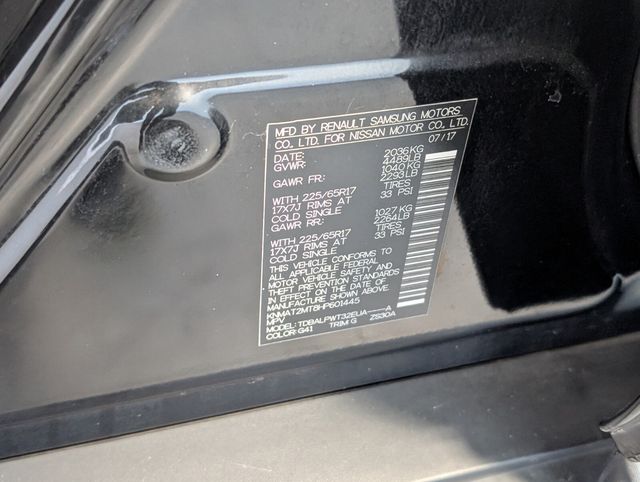 MFD BY RENAULT SAMSUNG MOTORS
CO., LTD. FOR NISSAN MOTOR CO., LTD.
DATE: 07/17
GVWR: 2036KG 4489LB
GAWR FR: 1040KG 2293LB
WITH 225/65R17 TIRES
17X7J RIMS AT 33 PSI
COLD SINGLE
GAWR RR: 1027KG 2264LB
WITH 225/65R17 TIRES
17X7J RIMS AT 33 PSI
COLD SINGLE
THIS VEHICLE CONFORMS TO
ALL APPLICABLE FEDERAL
MOTOR VEHICLE SAFETY AND
THEFT PREVENTION STANDARDS
IN EFFECT ON THE DATE OF
MANUFACTURE SHOWN ABOVE.
KNMAT2MT8HP601445
MPV
MODEL: TDBALPWT32EUA-----A
COLOR: G41 TRIM G ZS30A